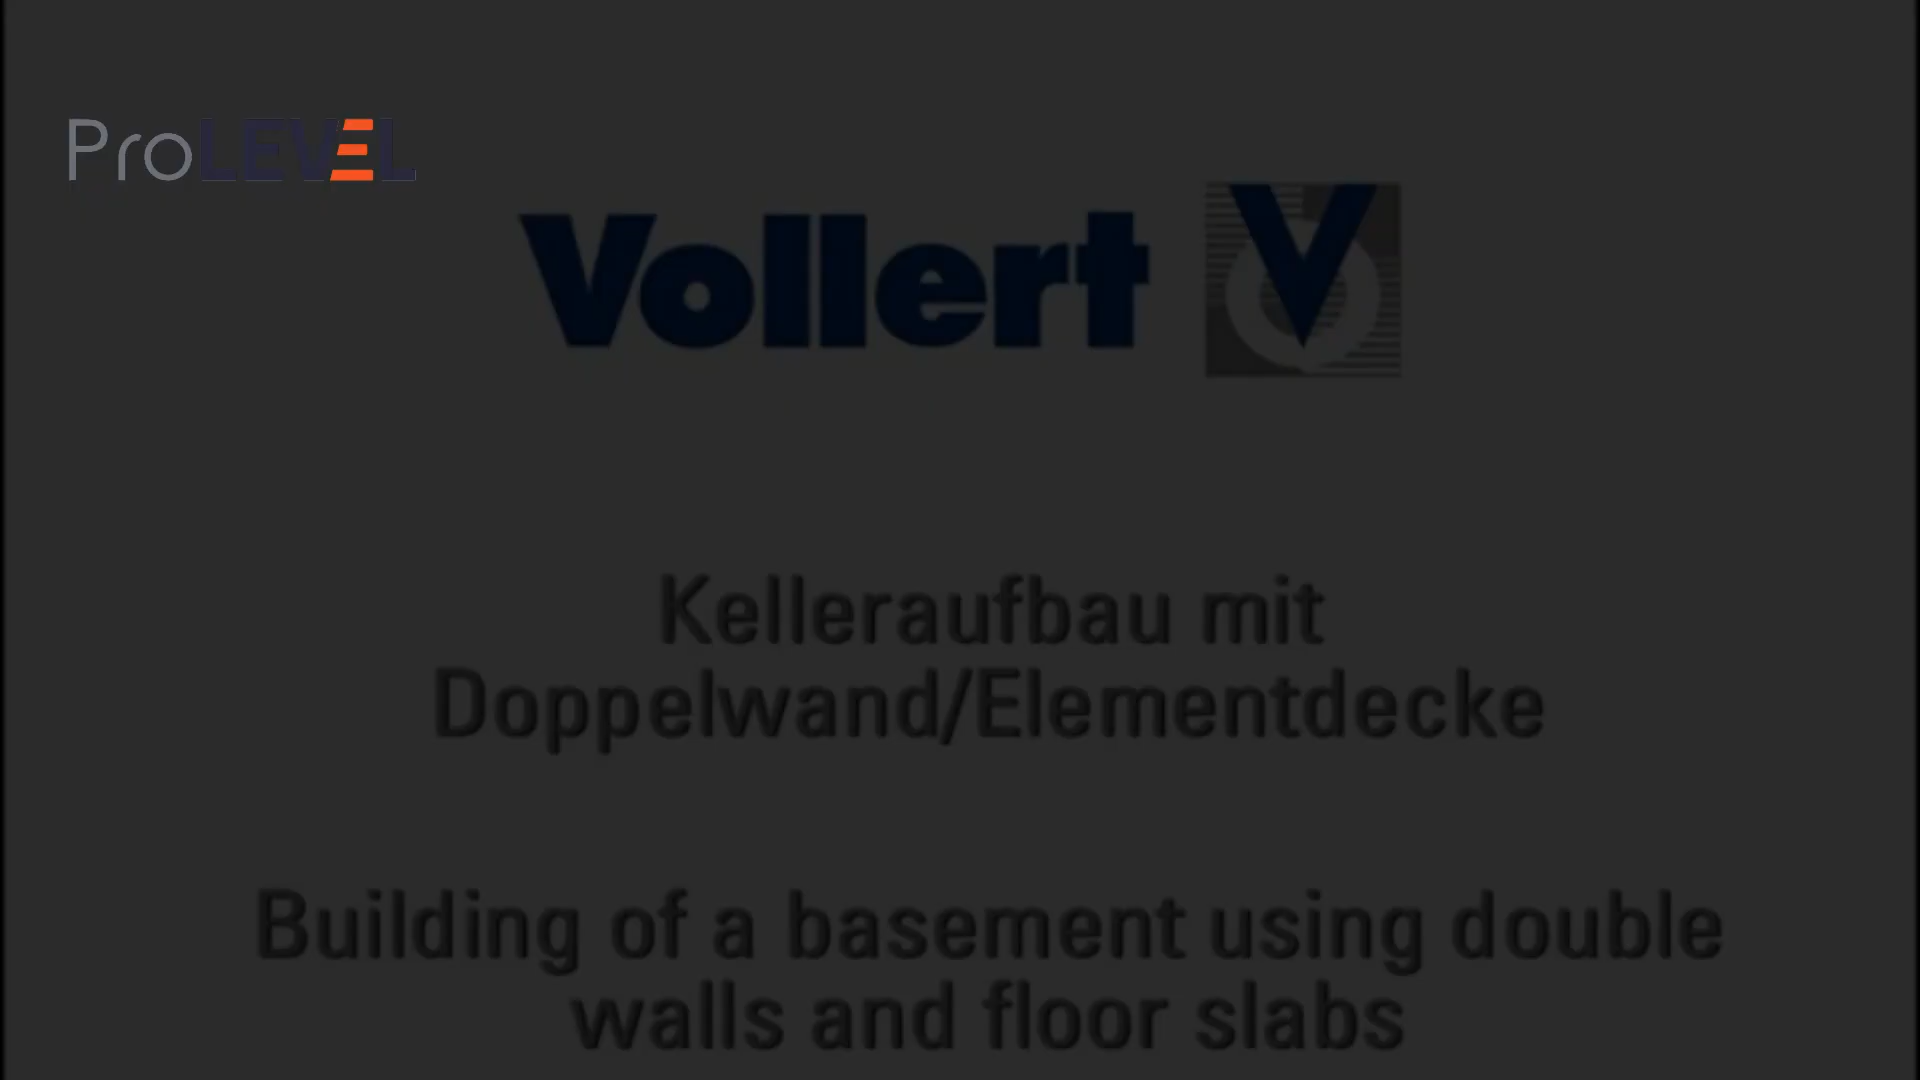 ProLEVEL
Vollert
Kelleraufbau mit
Doppelwand/Elementdecke
Building of a basement using double
walls and floor slabs